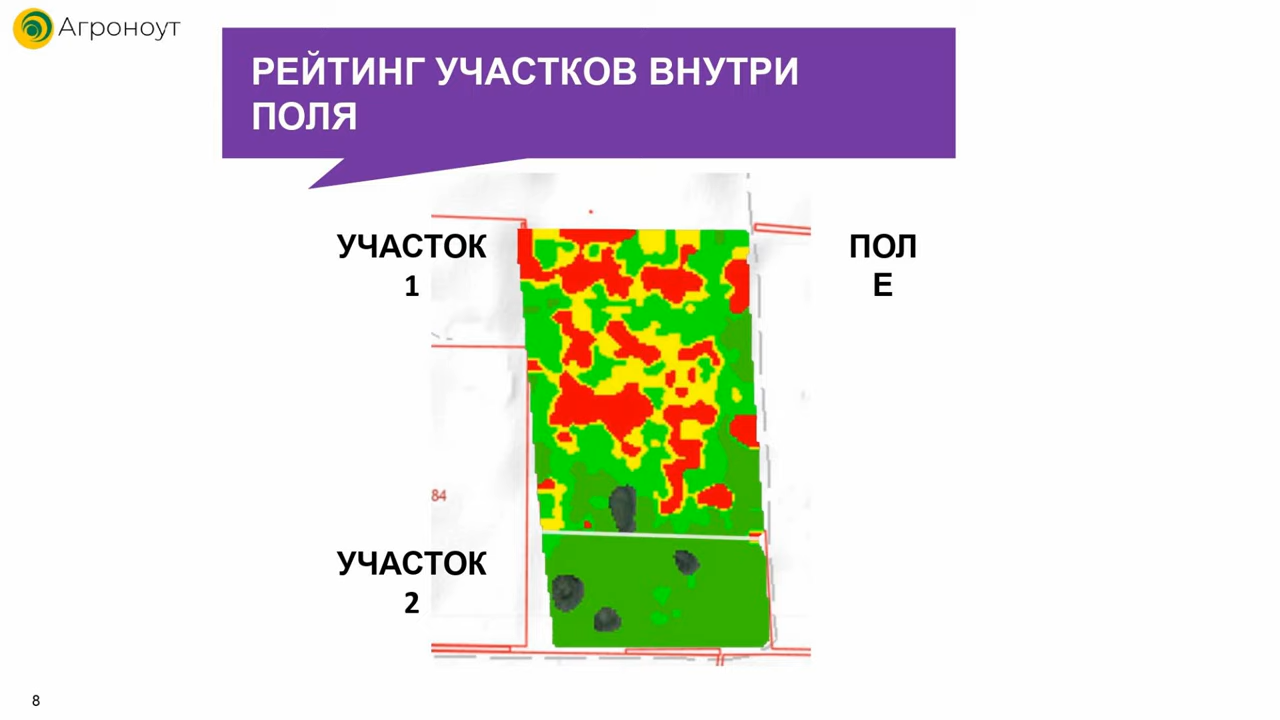 Агроноут
РЕЙТИНГ УЧАСТКОВ ВНУТРИ
ПОЛЯ
УЧАСТОК
1
ПОЛ
Е
84
УЧАСТОК
2
8